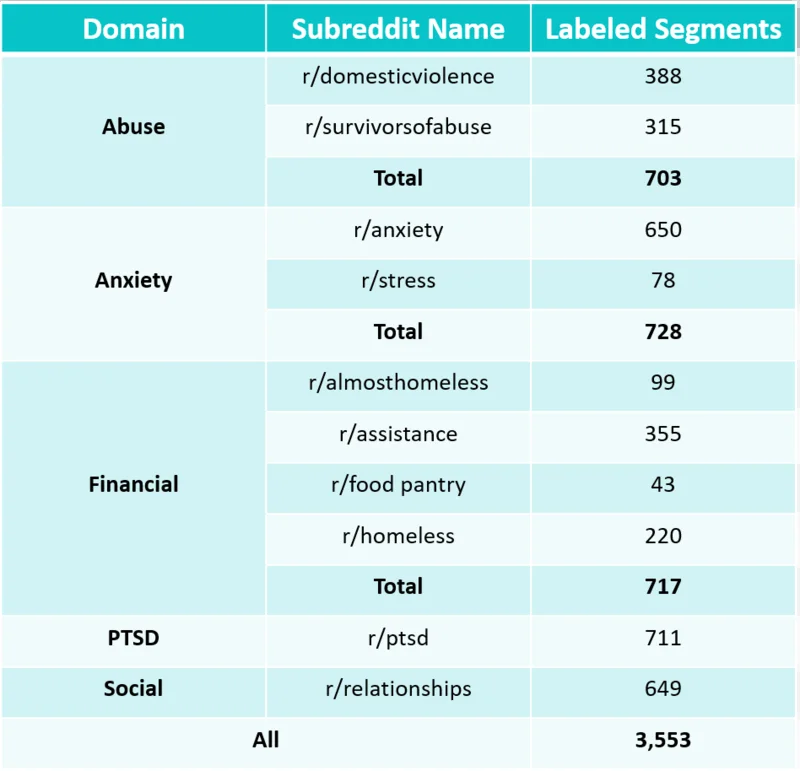 Domain Subreddit Name Labeled Segments
r/domesticviolence 388
Abuse r/survivorsofabuse 315
Total 703
r/anxiety 650
Anxiety r/stress 78
Total 728
r/almosthomeless 99
r/assistance 355
Financial r/food pantry 43
r/homeless 220
Total 717
PTSD r/ptsd 711
Social r/relationships 649
All 3,553